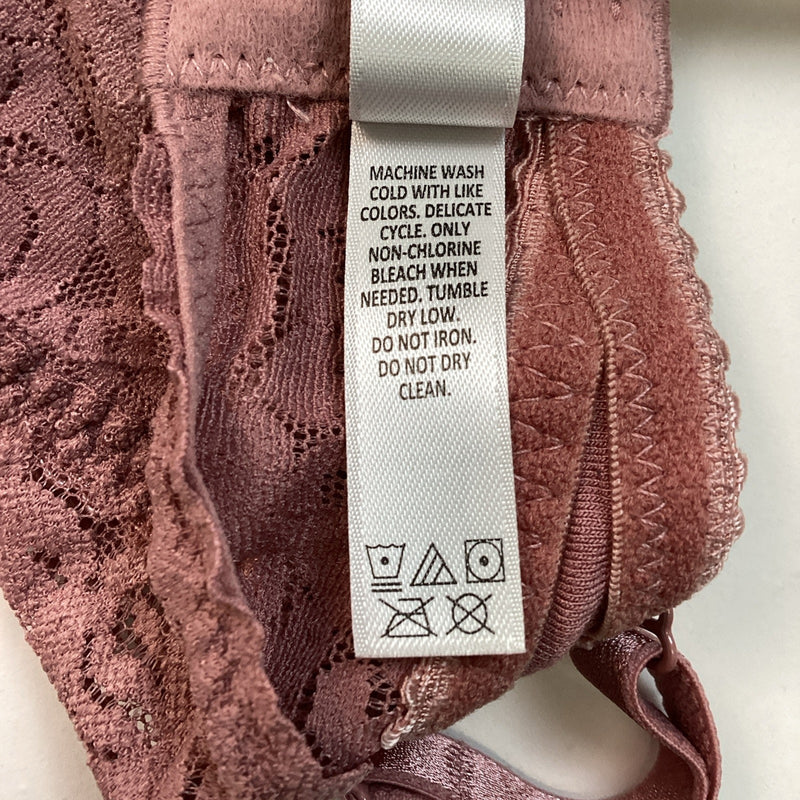 MACHINE WASH
COLD WITH LIKE
COLORS. DELICATE
CYCLE. ONLY
NON-CHLORINE
BLEACH WHEN
NEEDED. TUMBLE
DRY LOW.
DO NOT IRON.
DO NOT DRY
CLEAN.